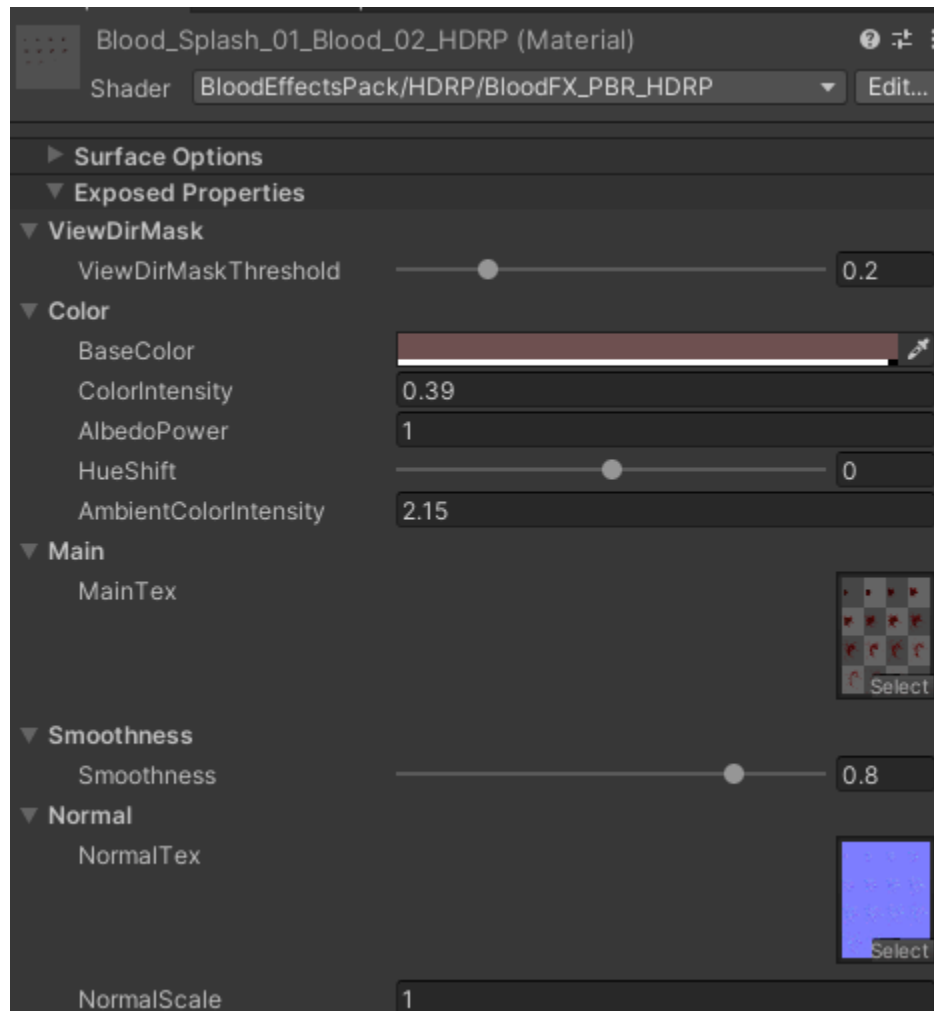 Blood_Splash_01_Blood_02_HDRP (Material)
Shader BloodEffectsPack/HDRP/BloodFX_PBR_HDRP Edit...
Surface Options
Exposed Properties
ViewDirMask
ViewDirMaskThreshold 0.2
Color
BaseColor
ColorIntensity 0.39
AlbedoPower 1
HueShift 0
AmbientColorIntensity 2.15
Main
MainTex
Select
Smoothness
Smoothness 0.8
Normal
NormalTex
Select
NormalScale 1